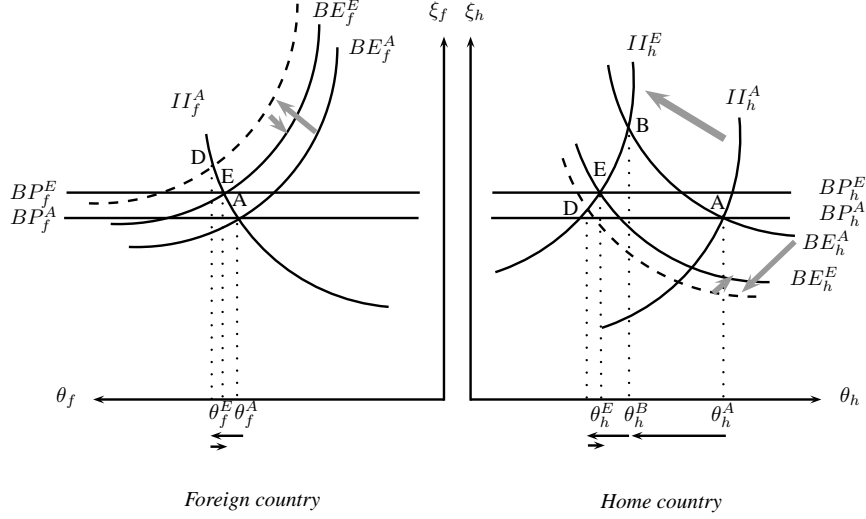 BE_f^E
ξ_f
ξ_h
BE_f^A
II_h^E
II_f^A
II_h^A
B
D
E
A
BP_f^E
BP_f^A
E
D
A
BP_h^E
BP_h^A
BE_h^A
BE_h^E
θ_f
θ_f^E
θ_f^A
θ_h^E
θ_h^B
θ_h^A
θ_h
Foreign country
Home country